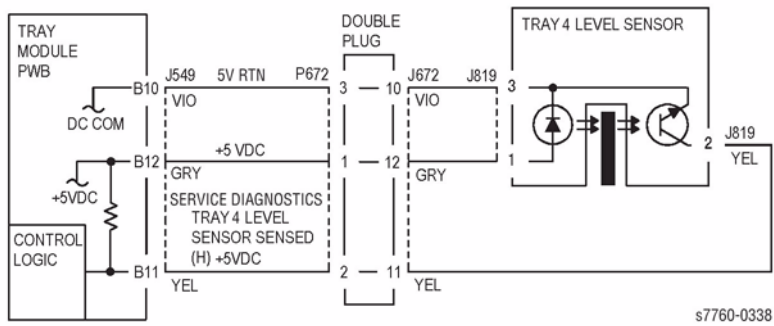 TRAY
MODULE
PWB
DOUBLE
PLUG
TRAY 4 LEVEL SENSOR
B10
J549
5V RTN
P672
3
10
J672
J819
3
VIO
VIO
DC COM
B12
+5 VDC
1
12
1
2
J819
YEL
GRY
GRY
+5VDC
SERVICE DIAGNOSTICS
TRAY 4 LEVEL
SENSOR SENSED
(H) +5VDC
CONTROL
LOGIC
B11
2
11
YEL
YEL
s7760-0338